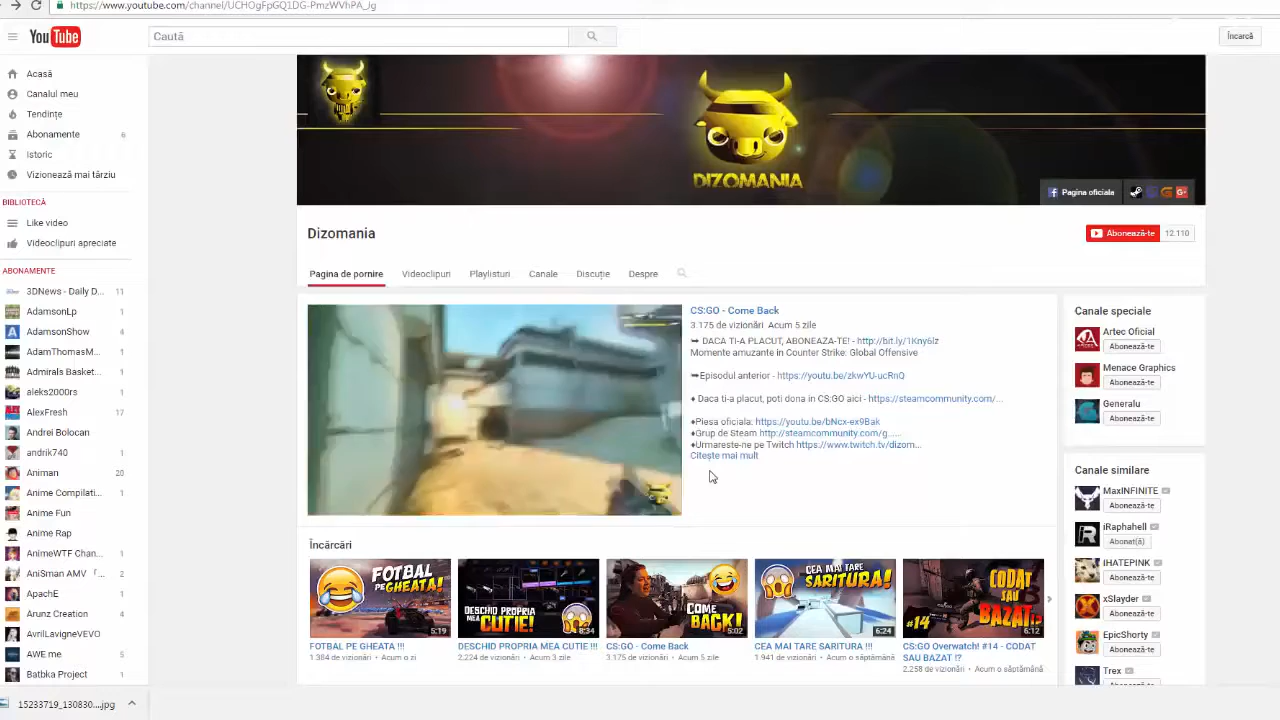 https://www.youtube.com/channel/UCHOgFpGQ1DG-PmzWVhPA_Jg
YouTube
Caută
Încarcă
Acasă
Canalul meu
Tendințe
Abonamente 6
Istoric
Vizionează mai târziu
BIBLIOTECĂ
Like video
Videoclipuri apreciate
ABONAMENTE
3DNews - Daily D... 11
AdamsonLp
AdamsonShow 4
AdamThomasM...
Admirals Basket...
aleks2000rs
AlexFresh 17
Andrei Bolocan
andrik740 1
Animan 20
Anime Compilati... 1
Anime Fun
Anime Rap
AnimeWTF Chan... 1
AniSman AMV 「... 2
ApachE 1
Arunz Creation 1
AvrilLavigneVEVO
AWE me 5
Batbka Project 1
DIZOMANIA
Pagina oficiala
Dizomania
Abonează-te 12.110
Pagina de pornire Videoclipuri Playlisturi Canale Discuție Despre
CS:GO - Come Back
3.175 de vizionări Acum 5 zile
➥ DACA TI-A PLACUT, ABONEAZA-TE! - http://bit.ly/1Kny6lz
Momente amuzante in Counter Strike: Global Offensive
➥Episodul anterior - https://youtu.be/zkwYU-ucRnQ
♦ Daca ti-a placut, poti dona in CS:GO aici - https://steamcommunity.com/...
♦Piesa oficiala: https://youtu.be/bNcx-ex9Bak
♦Grup de Steam http://steamcommunity.com/g......
♦Urmareste-ne pe Twitch https://www.twitch.tv/dizom...
Citește mai mult
Canale speciale
Artec Oficial
Abonează-te
Menace Graphics
Abonează-te
Generalu
Abonează-te
Canale similare
MaxINFINITE
Abonează-te
iRaphahell
Abonat(ă)
iHATEPINK
Abonează-te
xSlayder
Abonează-te
EpicShorty
Abonează-te
Trex
Abonează-te
Încărcări
FOTBAL
PE GHEATA!
5:19
FOTBAL PE GHEATA !!!
1.384 de vizionări • Acum o zi
DESCHID PROPRIA
MEA CUTIE!
8:34
DESCHID PROPRIA MEA CUTIE !!!
2.224 de vizionări • Acum 3 zile
COME
BACK!
5:02
CS:GO - Come Back
3.175 de vizionări • Acum 5 zile
CEA MAI TARE
SARITURA!
6:24
CEA MAI TARE SARITURA !!!
1.941 de vizionări • Acum o săptămână
CODAT
SAU
BAZAT!?
#14
6:12
CS:GO Overwatch! #14 - CODAT
SAU BAZAT !?
2.258 de vizionări • Acum o săptămână
15233719_130830....jpg